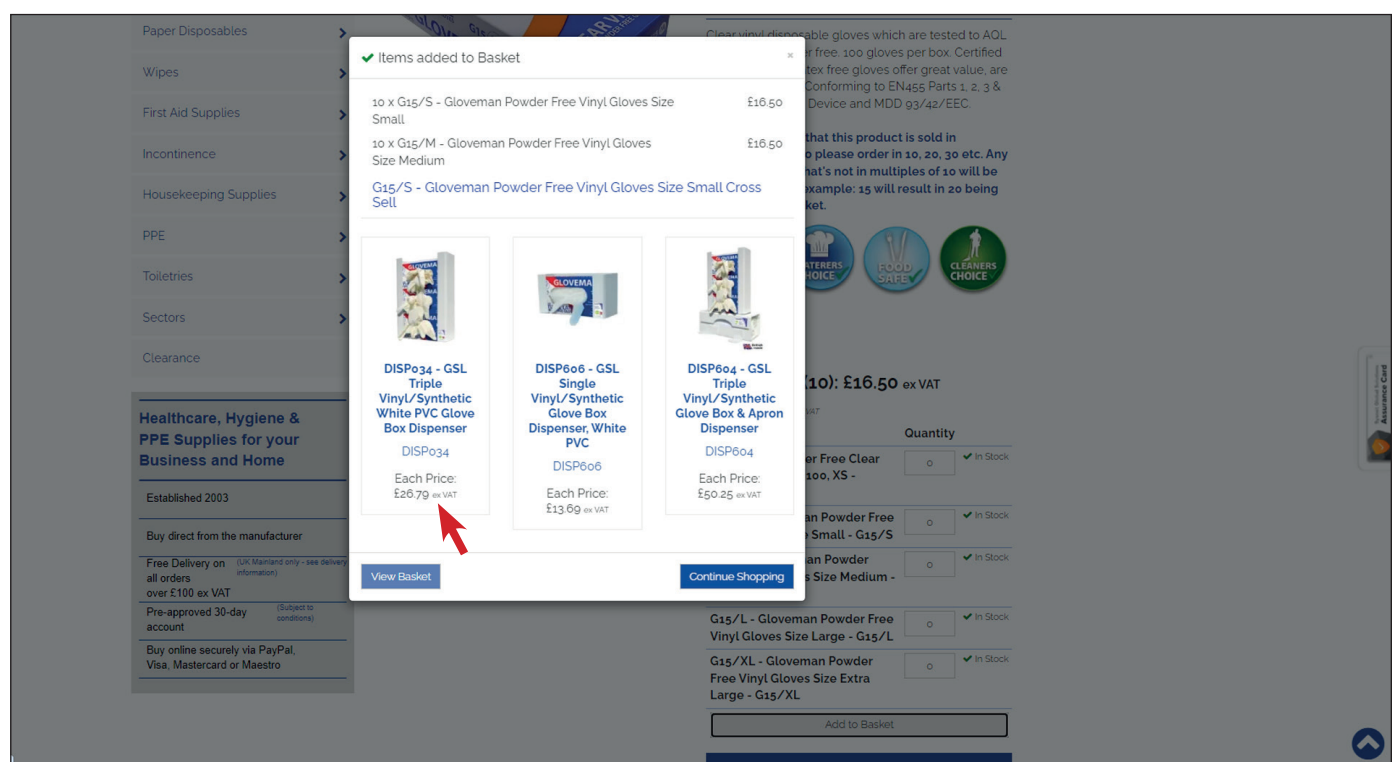 Paper Disposables
Wipes
First Aid Supplies
Incontinence
Housekeeping Supplies
PPE
Toiletries
Sectors
Clearance
Healthcare, Hygiene &
PPE Supplies for your
Business and Home
Established 2003
Buy direct from the manufacturer
Free Delivery on (UK Mainland only - see delivery
all orders information)
over £100 ex VAT
Pre-approved 30-day (Subject to
account conditions)
Buy online securely via PayPal,
Visa, Mastercard or Maestro
Items added to Basket ×
10 x G15/S - Gloveman Powder Free Vinyl Gloves Size £16.50
Small
10 x G15/M - Gloveman Powder Free Vinyl Gloves £16.50
Size Medium
G15/S - Gloveman Powder Free Vinyl Gloves Size Small Cross
Sell
GLOVEMA
DISP034 - GSL
Triple
Vinyl/Synthetic
White PVC Glove
Box Dispenser
DISP034
Each Price:
£26.79 ex VAT
GLOVEMA
DISP606 - GSL
Single
Vinyl/Synthetic
Glove Box
Dispenser, White
PVC
DISP606
Each Price:
£13.69 ex VAT
DISP604 - GSL
Triple
Vinyl/Synthetic
Glove Box & Apron
Dispenser
DISP604
Each Price:
£50.25 ex VAT
View Basket
Continue Shopping
Clear vinyl disposable gloves which are tested to AQL
r free. 100 gloves per box. Certified
tex free gloves offer great value, are
Conforming to EN455 Parts 1, 2, 3 &
Device and MDD 93/42/EEC.
that this product is sold in
o please order in 10, 20, 30 etc. Any
hat's not in multiples of 10 will be
example: 15 will result in 20 being
ket.
ATERERS
HOICE
FOOD
SAFE
CLEANERS
CHOICE
(10): £16.50 ex VAT
VAT
Quantity
er Free Clear 0 In Stock
100, XS -
an Powder Free 0 In Stock
e Small - G15/S
an Powder 0 In Stock
s Size Medium -
G15/L - Gloveman Powder Free 0 In Stock
Vinyl Gloves Size Large - G15/L
G15/XL - Gloveman Powder 0 In Stock
Free Vinyl Gloves Size Extra
Large - G15/XL
Add to Basket
Assurance Card